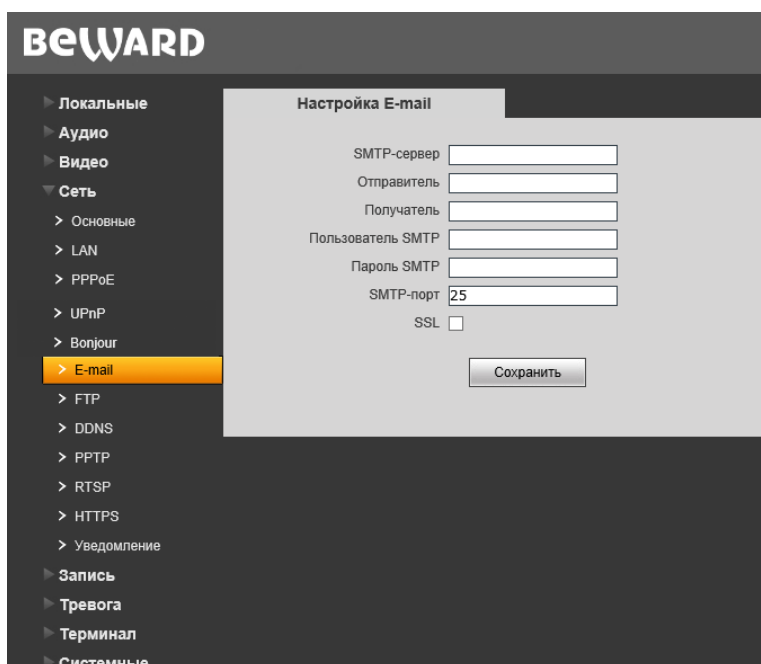 BEWARD
Локальные
Аудио
Видео
Сеть
Основные
LAN
PPPoE
UPnP
Bonjour
E-mail
FTP
DDNS
PPTP
RTSP
HTTPS
Уведомление
Запись
Тревога
Терминал
Системные
Настройка E-mail
SMTP-сервер
Отправитель
Получатель
Пользователь SMTP
Пароль SMTP
SMTP-порт 25
SSL
Сохранить